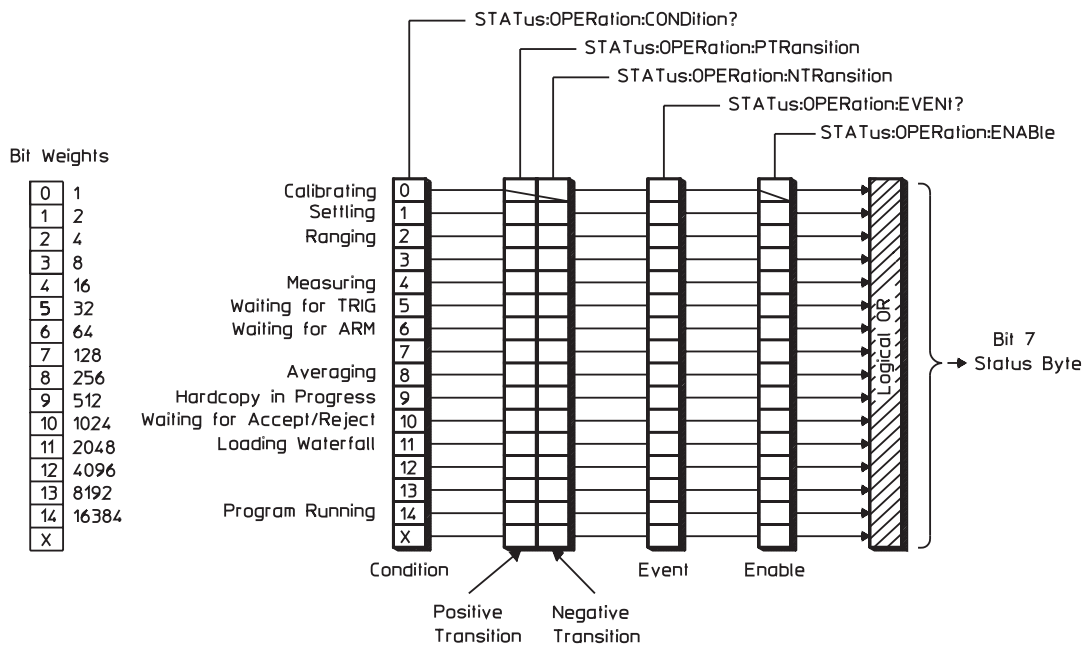 STATus:OPERation:CONDition?
STATus:OPERation:PTRansition
STATus:OPERation:NTRansition
STATus:OPERation:EVENt?
STATus:OPERation:ENABle
Bit Weights
0 1
1 2
2 4
3 8
4 16
5 32
6 64
7 128
8 256
9 512
10 1024
11 2048
12 4096
13 8192
14 16384
X
Calibrating 0
Settling 1
Ranging 2
3
Measuring 4
Waiting for TRIG 5
Waiting for ARM 6
7
Averaging 8
Hardcopy in Progress 9
Waiting for Accept/Reject 10
Loading Waterfall 11
12
13
Program Running 14
X
Logical OR
Bit 7
Status Byte
Condition
Event
Enable
Positive
Transition
Negative
Transition